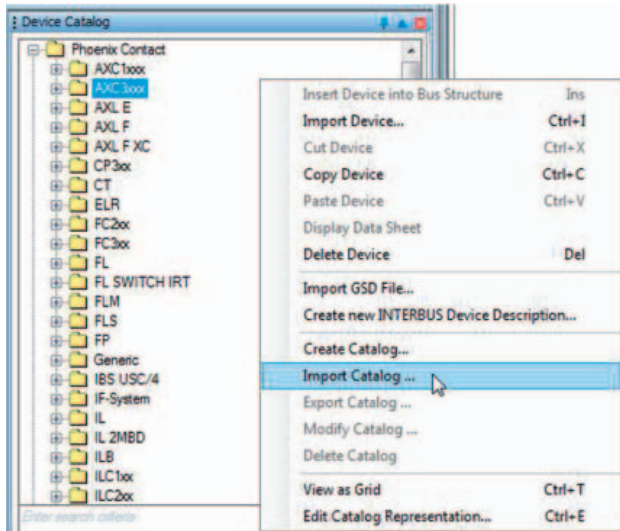 Device Catalog
Phoenix Contact
AXC1xxx
AXC3xxx
AXL E
AXL F
AXL F XC
CP3xx
CT
ELR
FC2xx
FC3xx
FL
FL SWITCH IRT
FLM
FLS
FP
Generic
IBS USC/4
IF-System
IL
IL 2MBD
ILB
ILC1xx
ILC2xx
Enter search criteria
Insert Device into Bus Structure Ins
Import Device... Ctrl+I
Cut Device Ctrl+X
Copy Device Ctrl+C
Paste Device Ctrl+V
Display Data Sheet
Delete Device Del
Import GSD File...
Create new INTERBUS Device Description...
Create Catalog...
Import Catalog ...
Export Catalog ...
Modify Catalog ...
Delete Catalog
View as Grid Ctrl+T
Edit Catalog Representation... Ctrl+E